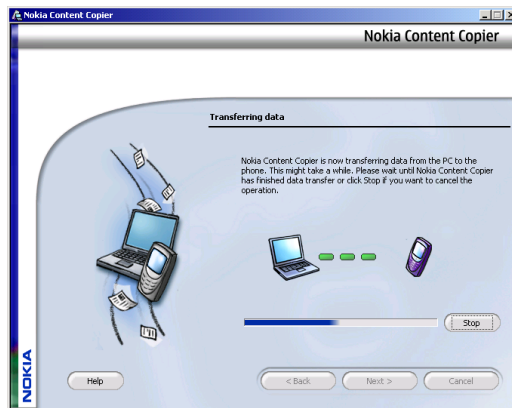 Nokia Content Copier
Nokia Content Copier
Transferring data
Nokia Content Copier is now transferring data from the PC to the
phone. This might take a while. Please wait until Nokia Content Copier
has finished data transfer or click Stop if you want to cancel the
operation.
Stop
NOKIA
Help
< Back
Next >
Cancel